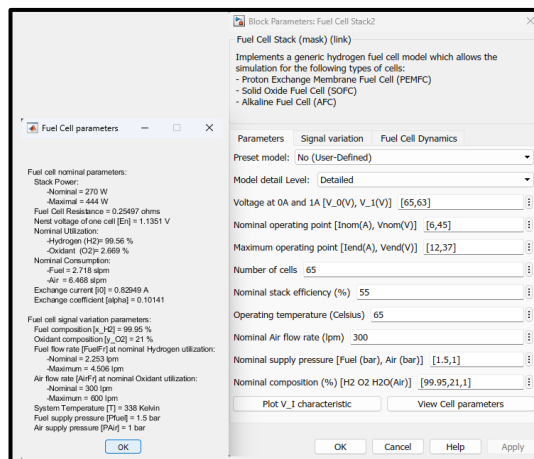 Fuel Cell parameters
Fuel cell nominal parameters:
Stack Power:
-Nominal = 270 W
-Maximal = 444 W
Fuel Cell Resistance = 0.25497 ohms
Nerst voltage of one cell [En] = 1.1351 V
Nominal Utilization:
-Hydrogen (H2)= 99.56 %
-Oxidant (O2)= 2.669 %
Nominal Consumption:
-Fuel = 2.718 slpm
-Air = 6.468 slpm
Exchange current [i0] = 0.82949 A
Exchange coefficient [alpha] = 0.10141
Fuel cell signal variation parameters:
Fuel composition [x_H2] = 99.95 %
Oxidant composition [y_O2] = 21 %
Fuel flow rate [FuelFr] at nominal Hydrogen utilization:
-Nominal = 2.253 lpm
-Maximum = 4.506 lpm
Air flow rate [AirFr] at nominal Oxidant utilization:
-Nominal = 300 lpm
-Maximum = 600 lpm
System Temperature [T] = 338 Kelvin
Fuel supply pressure [Pfuel] = 1.5 bar
Air supply pressure [PAir] = 1 bar
OK
Block Parameters: Fuel Cell Stack2
Fuel Cell Stack (mask) (link)
Implements a generic hydrogen fuel cell model which allows the
simulation for the following types of cells:
- Proton Exchange Membrane Fuel Cell (PEMFC)
- Solid Oxide Fuel Cell (SOFC)
- Alkaline Fuel Cell (AFC)
Parameters Signal variation Fuel Cell Dynamics
Preset model: No (User-Defined)
Model detail Level: Detailed
Voltage at 0A and 1A [V_0(V), V_1(V)] [65,63]
Nominal operating point [Inom(A), Vnom(V)] [6,45]
Maximum operating point [Iend(A), Vend(V)] [12,37]
Number of cells 65
Nominal stack efficiency (%) 55
Operating temperature (Celsius) 65
Nominal Air flow rate (lpm) 300
Nominal supply pressure [Fuel (bar), Air (bar)] [1.5,1]
Nominal composition (%) [H2 O2 H2O(Air)] [99.95,21,1]
Plot V_I characteristic View Cell parameters
OK Cancel Help Apply